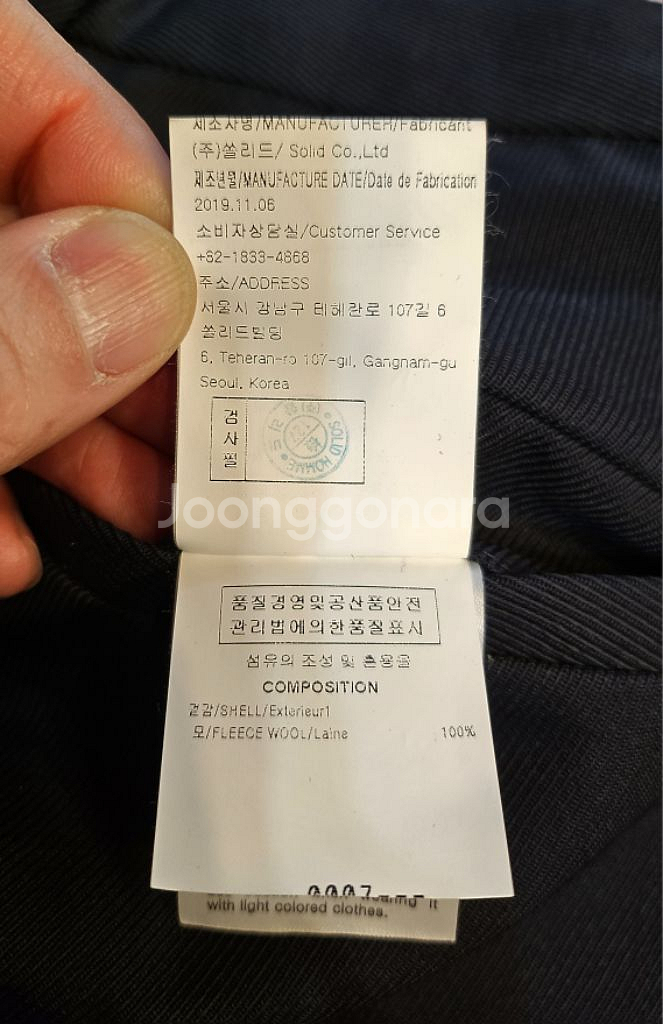 제조사명/MANUFACTURER/Fabricant
(주)쏠리드/ Solid Co.,Ltd
제조년월/MANUFACTURE DATE/Date de Fabrication
2019.11.06
소비자상담실/Customer Service
+82-1833-4868
주소/ADDRESS
서울시 강남구 테헤란로 107길 6
쏠리드빌딩
6, Teheran-ro 107-gil, Gangnam-gu
Seoul, Korea
검사필
SOLID HOMME
Joonggonara
품질경영및공산품안전
관리법에의한품질표시
섬유의 조성 및 혼용율
COMPOSITION
겉감/SHELL/Exterieur1
모/FLEECE WOOL/Laine 100%
wearing it
with light colored clothes.